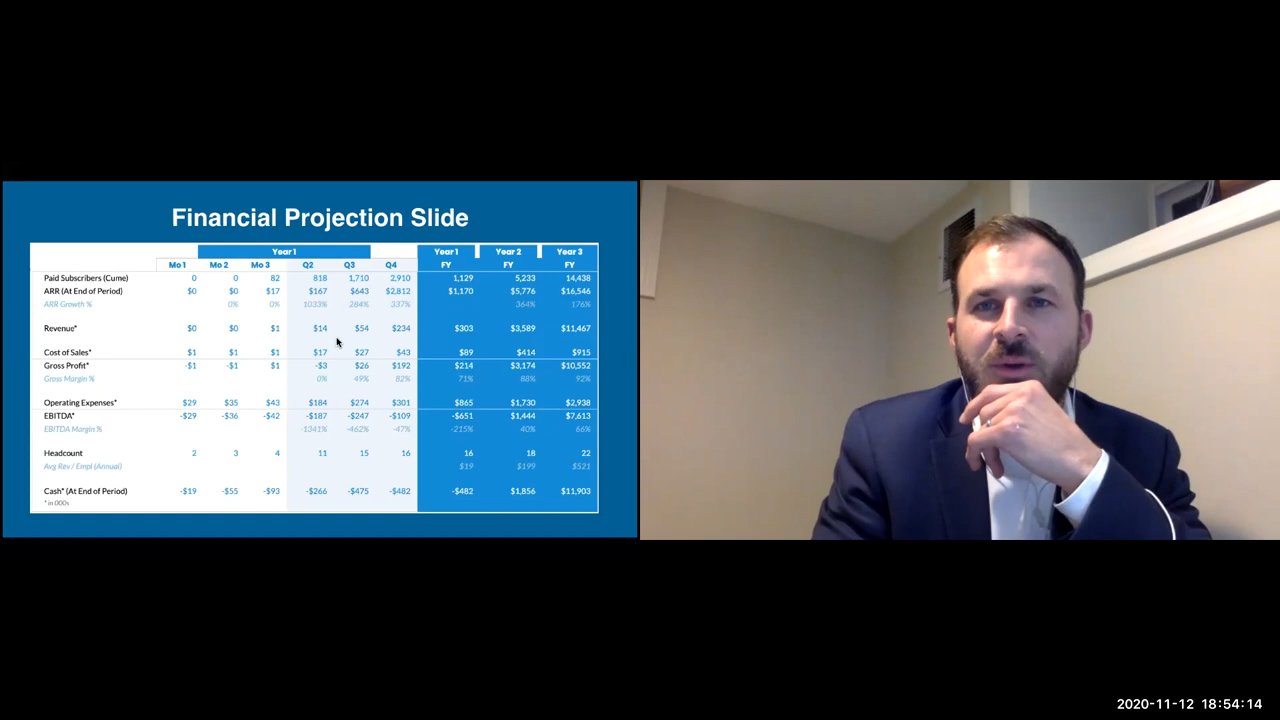 Financial Projection Slide
Year 1 Year 1 Year 2 Year 3
Mo 1 Mo 2 Mo 3 Q2 Q3 Q4 FY FY FY
Paid Subscribers (Cume) 0 0 82 818 1,710 2,910 1,129 5,233 14,438
ARR (At End of Period) $0 $0 $17 $167 $643 $2,812 $1,170 $5,776 $16,546
ARR Growth % 0% 0% 1033% 284% 337% 364% 176%
Revenue* $0 $0 $1 $14 $54 $234 $303 $3,589 $11,467
Cost of Sales* $1 $1 $1 $17 $27 $43 $89 $414 $915
Gross Profit* -$1 -$1 $1 -$3 $26 $192 $214 $3,174 $10,552
Gross Margin % 0% 49% 82% 71% 88% 92%
Operating Expenses* $29 $35 $43 $184 $274 $301 $865 $1,730 $2,938
EBITDA* -$29 -$36 -$42 -$187 -$247 -$109 -$651 $1,444 $7,613
EBITDA Margin % -1341% -462% -47% -215% 40% 66%
Headcount 2 3 4 11 15 16 16 18 22
Avg Rev / Empl (Annual) $19 $199 $521
Cash* (At End of Period) -$19 -$55 -$93 -$266 -$475 -$482 -$482 $1,856 $11,903
* in 000s
2020-11-12 18:54:14